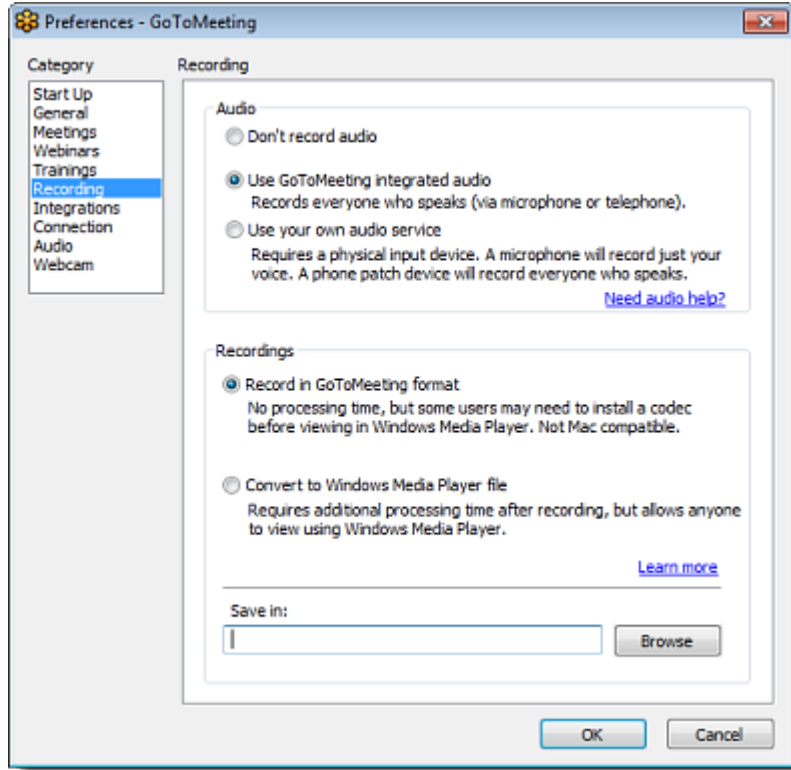 Preferences - GoToMeeting
Category
Recording
Start Up
General
Meetings
Webinars
Trainings
Recording
Integrations
Connection
Audio
Webcam
Audio
Don't record audio
Use GoToMeeting integrated audio
Records everyone who speaks (via microphone or telephone).
Use your own audio service
Requires a physical input device. A microphone will record just your
voice. A phone patch device will record everyone who speaks.
Need audio help?
Recordings
Record in GoToMeeting format
No processing time, but some users may need to install a codec
before viewing in Windows Media Player. Not Mac compatible.
Convert to Windows Media Player file
Requires additional processing time after recording, but allows anyone
to view using Windows Media Player.
Learn more
Save in:
Browse
OK
Cancel